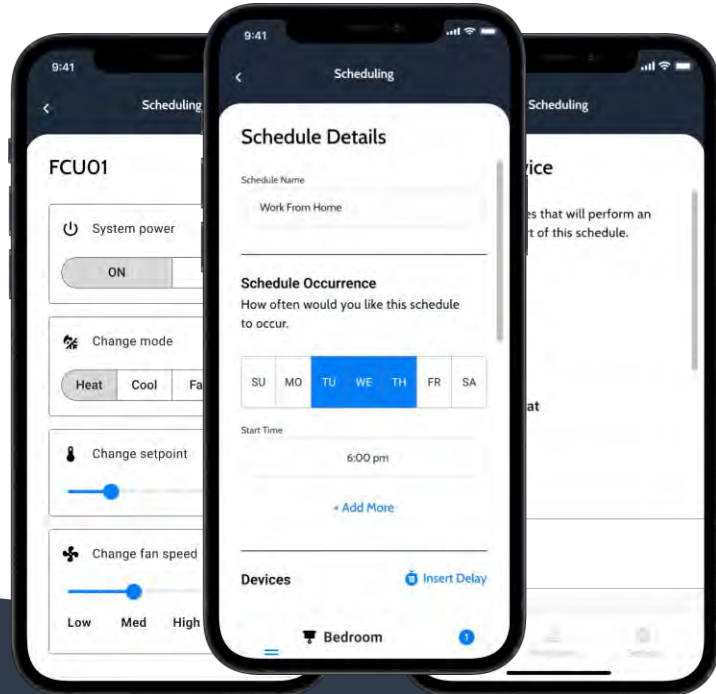 9:41
Scheduling
FCU01
System power
ON
Change mode
Heat Cool Fa
Change setpoint
Change fan speed
Low Med High
9:41
Scheduling
Schedule Details
Schedule Name
Work From Home
Schedule Occurrence
How often would you like this schedule
to occur.
SU MO TU WE TH FR SA
Start Time
6:00 pm
+ Add More
Devices Insert Delay
Bedroom 1
Scheduling
vice
es that will perform an
rt of this schedule.
at